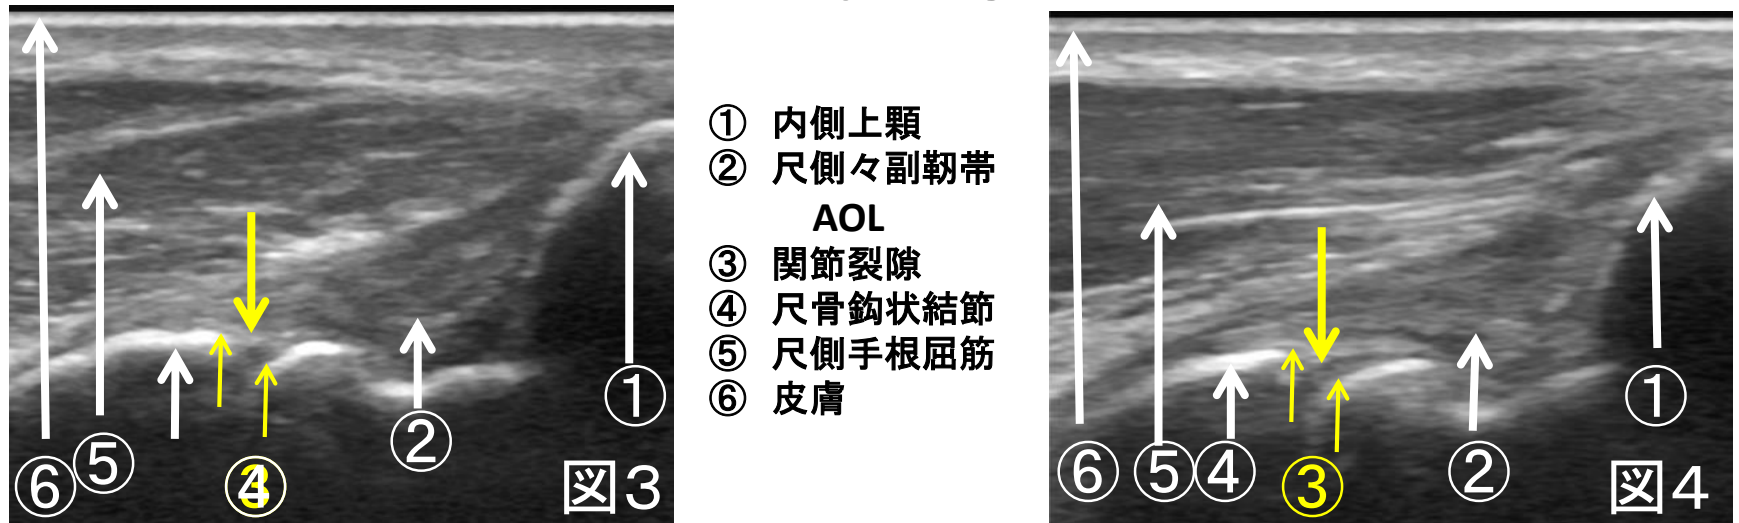 ① 内側上顆
② 尺側々副靭帯
AOL
③ 関節裂隙
④ 尺骨鈎状結節
⑤ 尺側手根屈筋
⑥ 皮膚
⑥ ⑤ ③ ④ ② ①
図3
⑥ ⑤ ④ ③ ② ①
図4